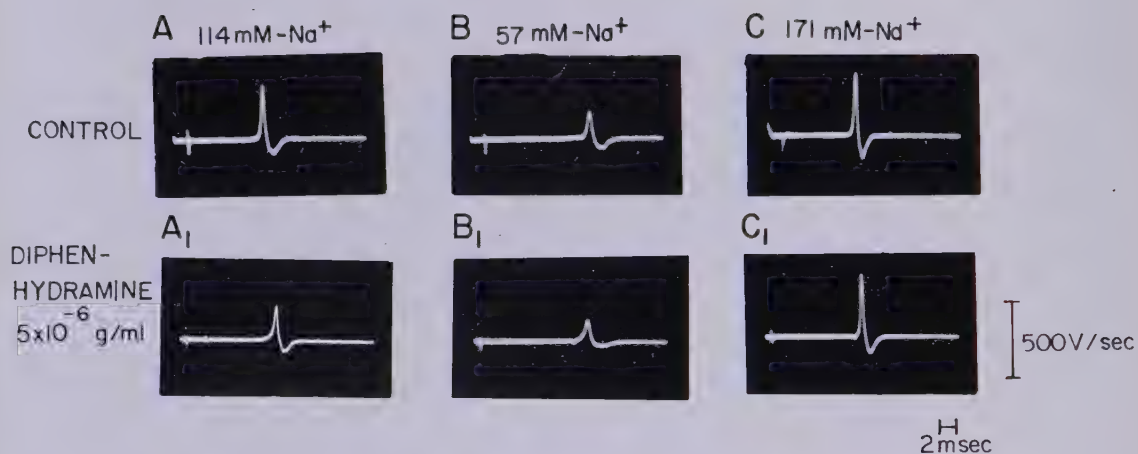 A 114 mM-Na⁺
B 57 mM-Na⁺
C 171 mM-Na⁺
CONTROL
A₁
B₁
C₁
DIPHEN-
HYDRAMINE
5x10⁻⁶ g/ml
500V/sec
2msec